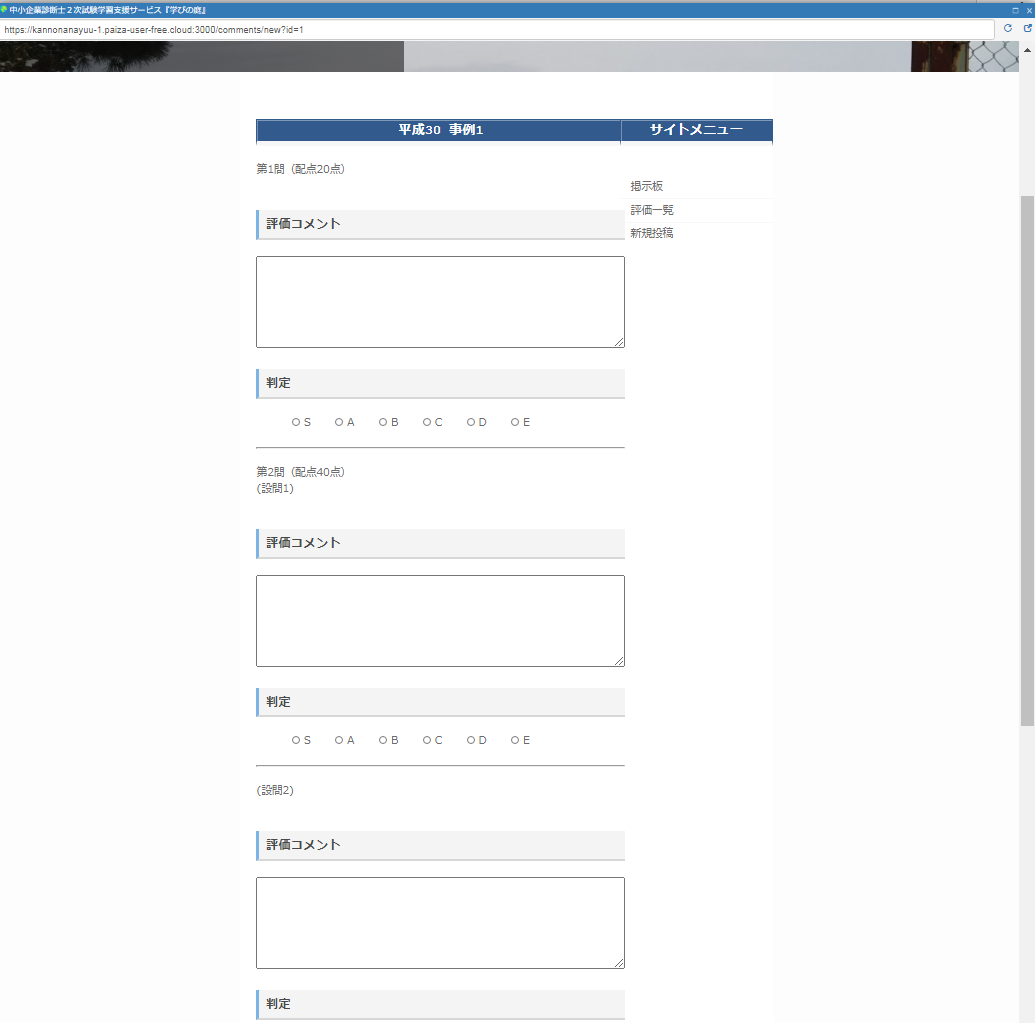 中小企業診断士２次試験学習支援サービス『学びの庭』
https://kannonanayuu-1.paiza-user-free.cloud:3000/comments/new?id=1
平成30 事例1
サイトメニュー
第1問（配点20点）
掲示板
評価一覧
新規投稿
評価コメント
判定
S A B C D E
第2問（配点40点）
(設問1)
評価コメント
判定
S A B C D E
(設問2)
評価コメント
判定